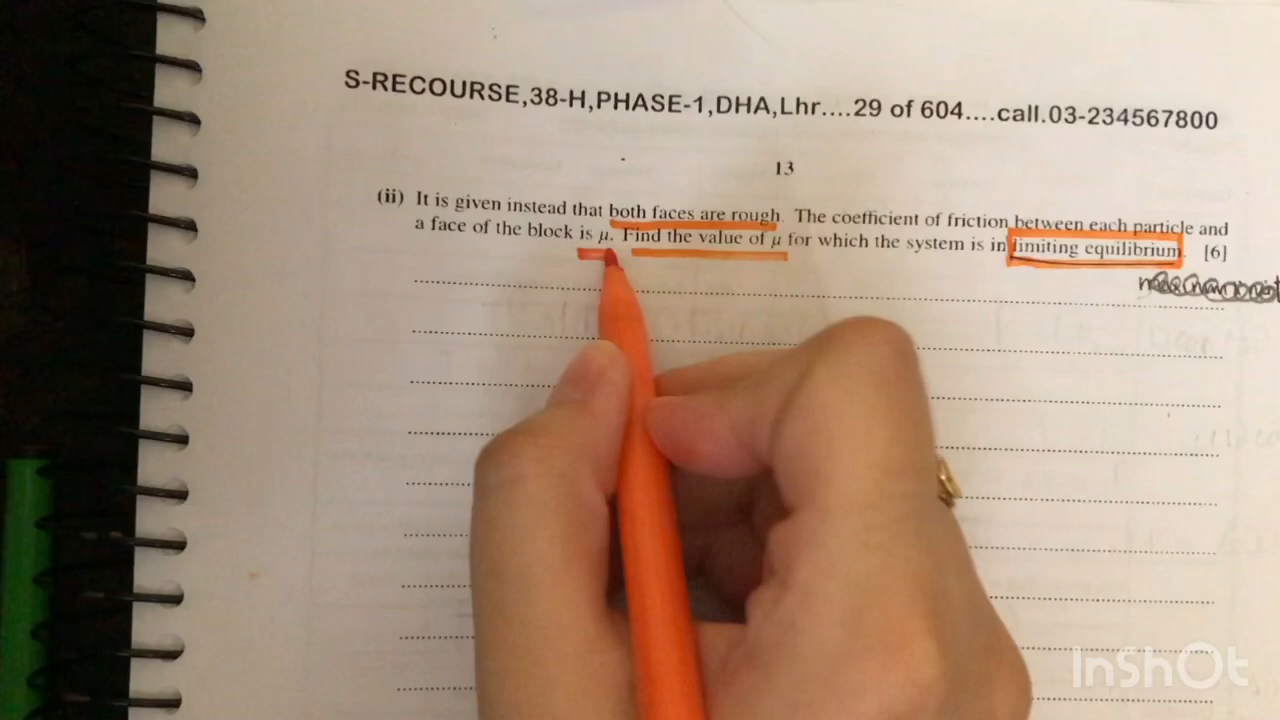 S-RECOURSE,38-H,PHASE-1,DHA,Lhr....29 of 604....call.03-234567800
13
(ii) It is given instead that both faces are rough. The coefficient of friction between each particle and
a face of the block is μ. Find the value of μ for which the system is in limiting equilibrium. [6]
InShOt